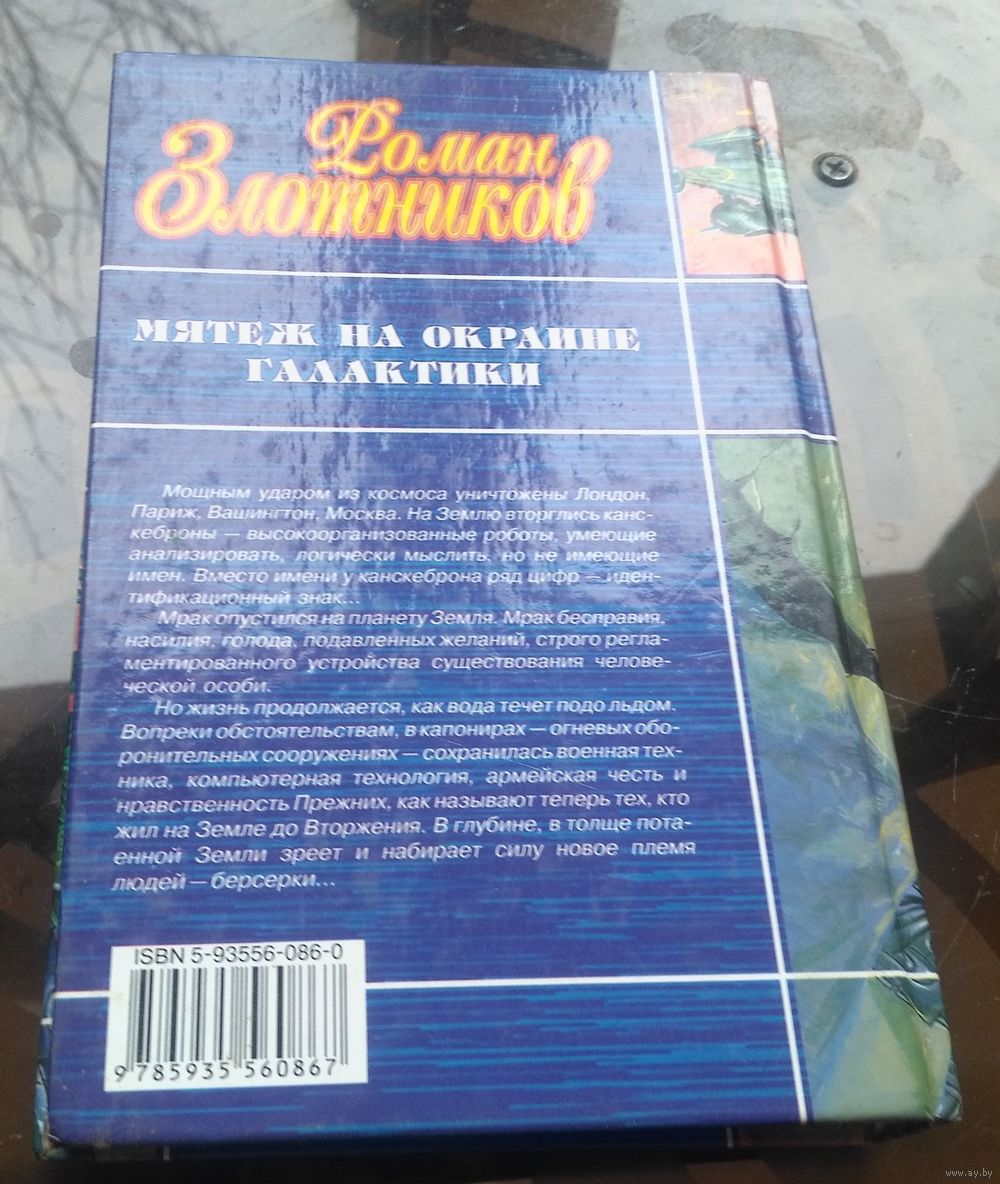 Роман
Злотников
МЯТЕЖ НА ОКРАИНЕ
ГАЛАКТИКИ
Мощным ударом из космоса уничтожены Лондон,
Париж, Вашингтон, Москва. На Землю вторглись канс-
кеброны — высокоорганизованные роботы, умеющие
анализировать, логически мыслить, но не имеющие
имен. Вместо имени у канскеброна ряд цифр — иден-
тификационный знак...
Мрак опустился на планету Земля. Мрак бесправия,
насилия, голода, подавленных желаний, строго регла-
ментированного устройства существования челове-
ческой особи.
Но жизнь продолжается, как вода течет подо льдом.
Вопреки обстоятельствам, в капонирах — огневых обо-
ронительных сооружениях — сохранилась военная тех-
ника, компьютерная технология, армейская честь и
нравственность Прежних, как называют теперь тех, кто
жил на Земле до Вторжения. В глубине, в толще пота-
енной Земли зреет и набирает силу новое племя
людей — берсерки...
ISBN 5-93556-086-0
9 785935 560867
www.ay.by